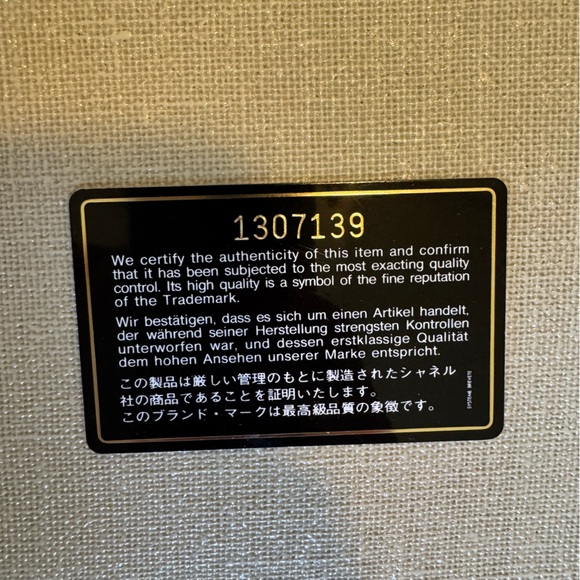 1307139
We certify the authenticity of this item and confirm
that it has been subjected to the most exacting quality
control. Its high quality is a symbol of the fine reputation
of the Trademark.
Wir bestätigen, dass es sich um einen Artikel handelt,
der während seiner Herstellung strengsten Kontrollen
unterworfen war, und dessen erstklassige Qualität
dem hohen Ansehen unserer Marke entspricht.
この製品は厳しい管理のもとに製造されたシャネル
社の商品であることを証明いたします。
このブランド・マークは最高級品質の象徴です。